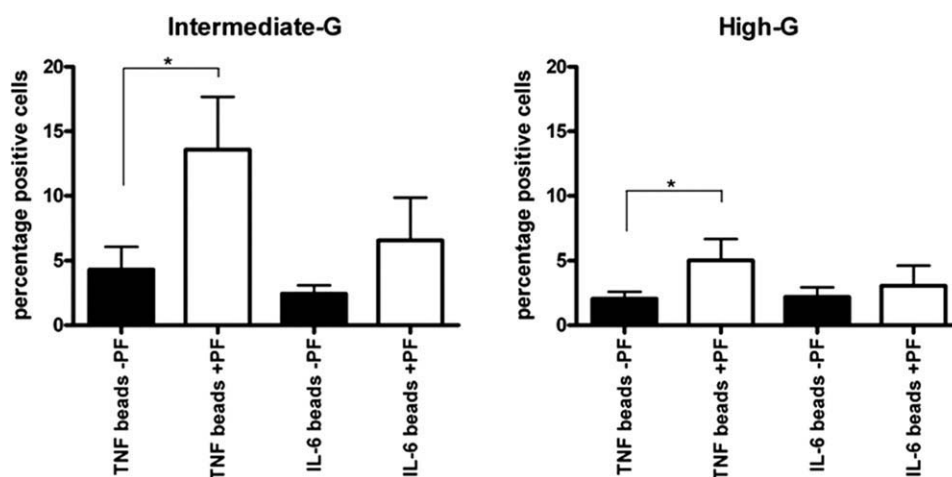 Intermediate-G
percentage positive cells
20
15
10
5
0
*
TNF beads -PF
TNF beads +PF
IL-6 beads -PF
IL-6 beads +PF
High-G
percentage positive cells
20
15
10
5
0
*
TNF beads -PF
TNF beads +PF
IL-6 beads -PF
IL-6 beads +PF